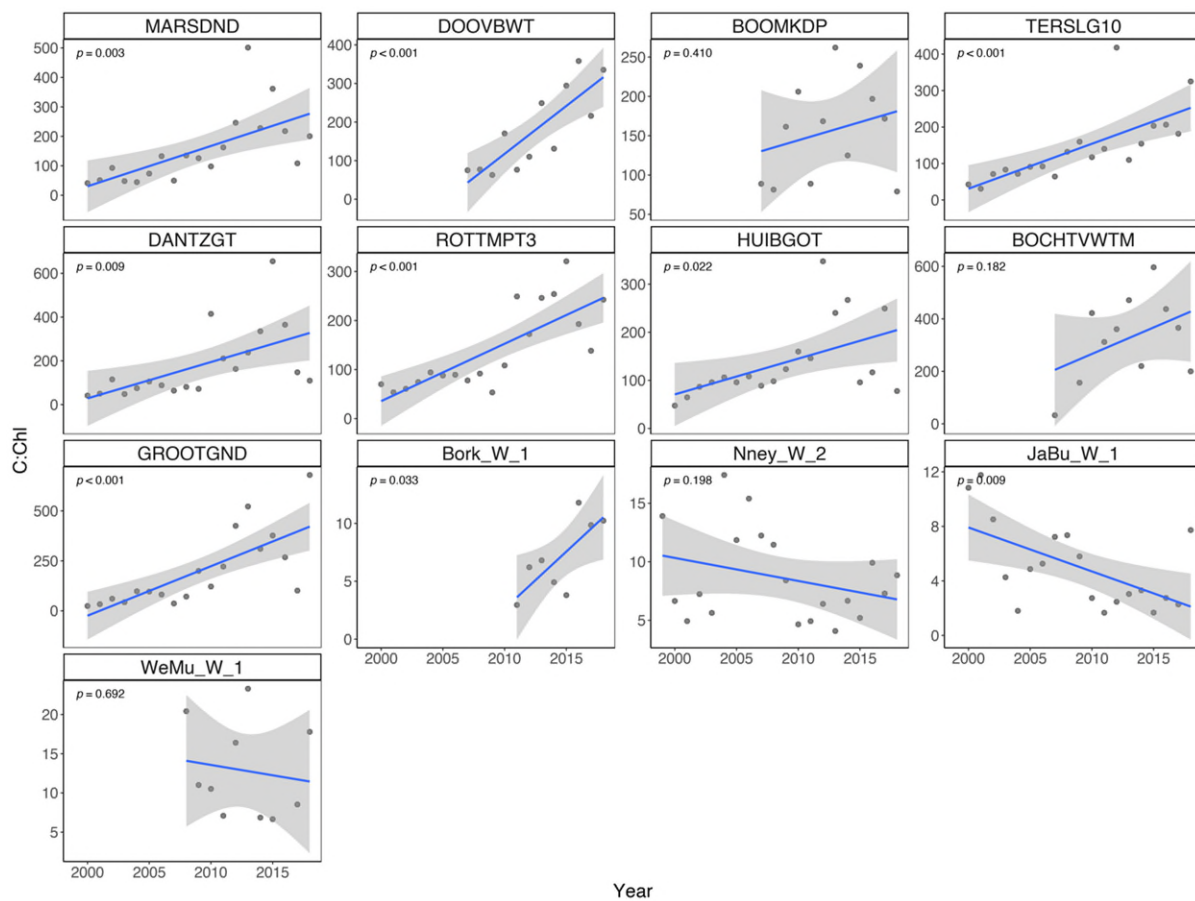 MARSDND DOOVBWT BOOMKDP TERSLG10
p = 0.003 p < 0.001 p = 0.410 p < 0.001
500 400 300 200 100 0
400 300 200 100 0
250 200 150 100 50
400 300 200 100 0
DANTZGT ROTTMPT3 HUIBGOT BOCHTVWTM
p = 0.009 p < 0.001 p = 0.022 p = 0.182
600 400 200 0
300 200 100 0
300 200 100 0
600 400 200 0
GROOTGND Bork_W_1 Nney_W_2 JaBu_W_1
p < 0.001 p = 0.033 p = 0.198 p = 0.009
500 250 0
10 5 0
15 10 5
12 8 4 0
2000 2005 2010 2015 2000 2005 2010 2015 2000 2005 2010 2015
WeMu_W_1
p = 0.692
20 15 10 5
2000 2005 2010 2015
C:Chl
Year